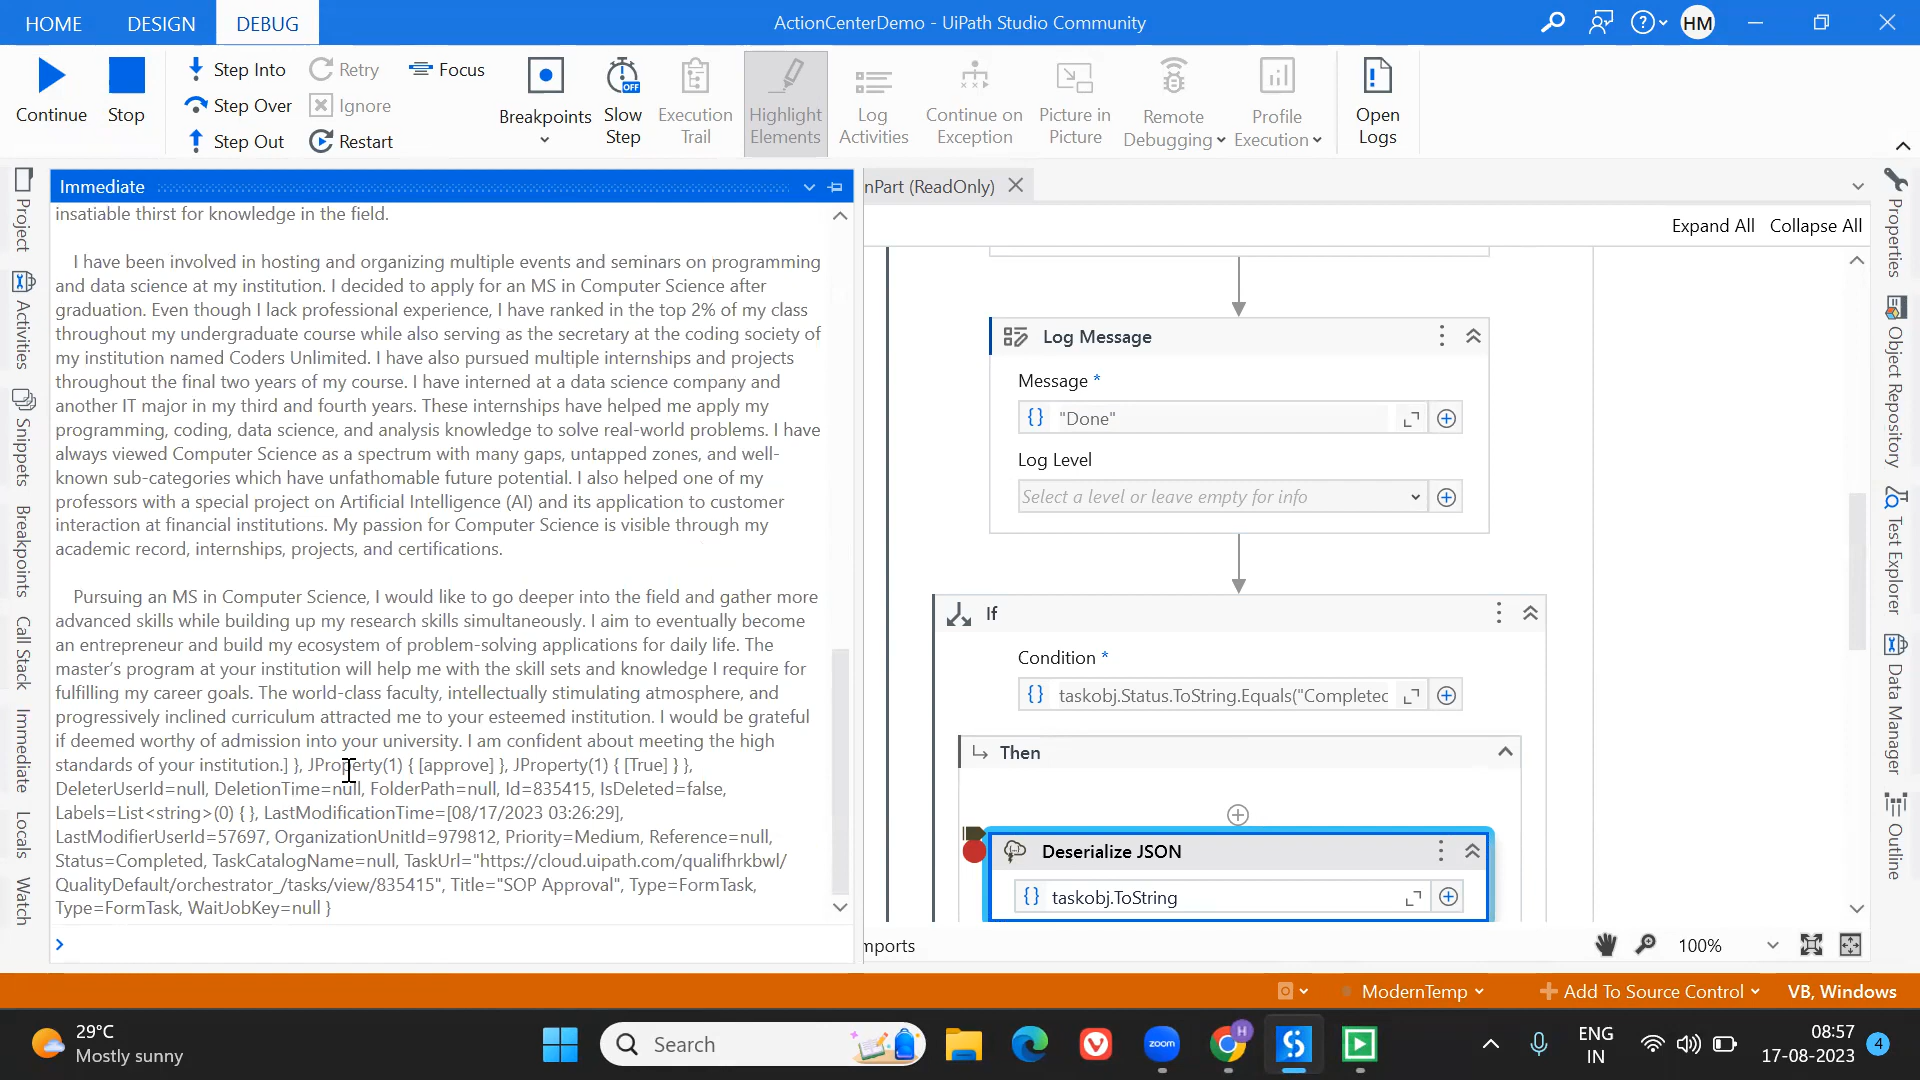 HOME
DESIGN
DEBUG
ActionCenterDemo - UiPath Studio Community
HM
Continue
Stop
Step Into
Step Over
Step Out
Retry
Ignore
Restart
Focus
Breakpoints
Slow
Step
OFF
Execution
Trail
Highlight
Elements
Log
Activities
Continue on
Exception
Picture in
Picture
Remote
Debugging
Profile
Execution
Open
Logs
Project
Activities
Snippets
Breakpoints
Call Stack
Immediate
Locals
Watch
Immediate
insatiable thirst for knowledge in the field.
I have been involved in hosting and organizing multiple events and seminars on programming
and data science at my institution. I decided to apply for an MS in Computer Science after
graduation. Even though I lack professional experience, I have ranked in the top 2% of my class
throughout my undergraduate course while also serving as the secretary at the coding society of
my institution named Coders Unlimited. I have also pursued multiple internships and projects
throughout the final two years of my course. I have interned at a data science company and
another IT major in my third and fourth years. These internships have helped me apply my
programming, coding, data science, and analysis knowledge to solve real-world problems. I have
always viewed Computer Science as a spectrum with many gaps, untapped zones, and well-
known sub-categories which have unfathomable future potential. I also helped one of my
professors with a special project on Artificial Intelligence (AI) and its application to customer
interaction at financial institutions. My passion for Computer Science is visible through my
academic record, internships, projects, and certifications.
Pursuing an MS in Computer Science, I would like to go deeper into the field and gather more
advanced skills while building up my research skills simultaneously. I aim to eventually become
an entrepreneur and build my ecosystem of problem-solving applications for daily life. The
master's program at your institution will help me with the skill sets and knowledge I require for
fulfilling my career goals. The world-class faculty, intellectually stimulating atmosphere, and
progressively inclined curriculum attracted me to your esteemed institution. I would be grateful
if deemed worthy of admission into your university. I am confident about meeting the high
standards of your institution.] }, JProperty(1) { [approve] }, JProperty(1) { [True] } },
DeleterUserId=null, DeletionTime=null, FolderPath=null, Id=835415, IsDeleted=false,
Labels=List<string>(0) { }, LastModificationTime=[08/17/2023 03:26:29],
LastModifierUserId=57697, OrganizationUnitId=979812, Priority=Medium, Reference=null,
Status=Completed, TaskCatalogName=null, TaskUrl="https://cloud.uipath.com/qualifhrkbwl/
QualityDefault/orchestrator_/tasks/view/835415", Title="SOP Approval", Type=FormTask,
Type=FormTask, WaitJobKey=null }
nPart (ReadOnly)
Expand All
Collapse All
Log Message
Message *
"Done"
Log Level
Select a level or leave empty for info
If
Condition *
taskobj.Status.ToString.Equals("Completec
Then
Deserialize JSON
taskobj.ToString
mports
100%
Properties
Object Repository
Test Explorer
Data Manager
Outline
ModernTemp
Add To Source Control
VB, Windows
29°C
Mostly sunny
Search
zoom
H
ENG
IN
08:57
17-08-2023
4